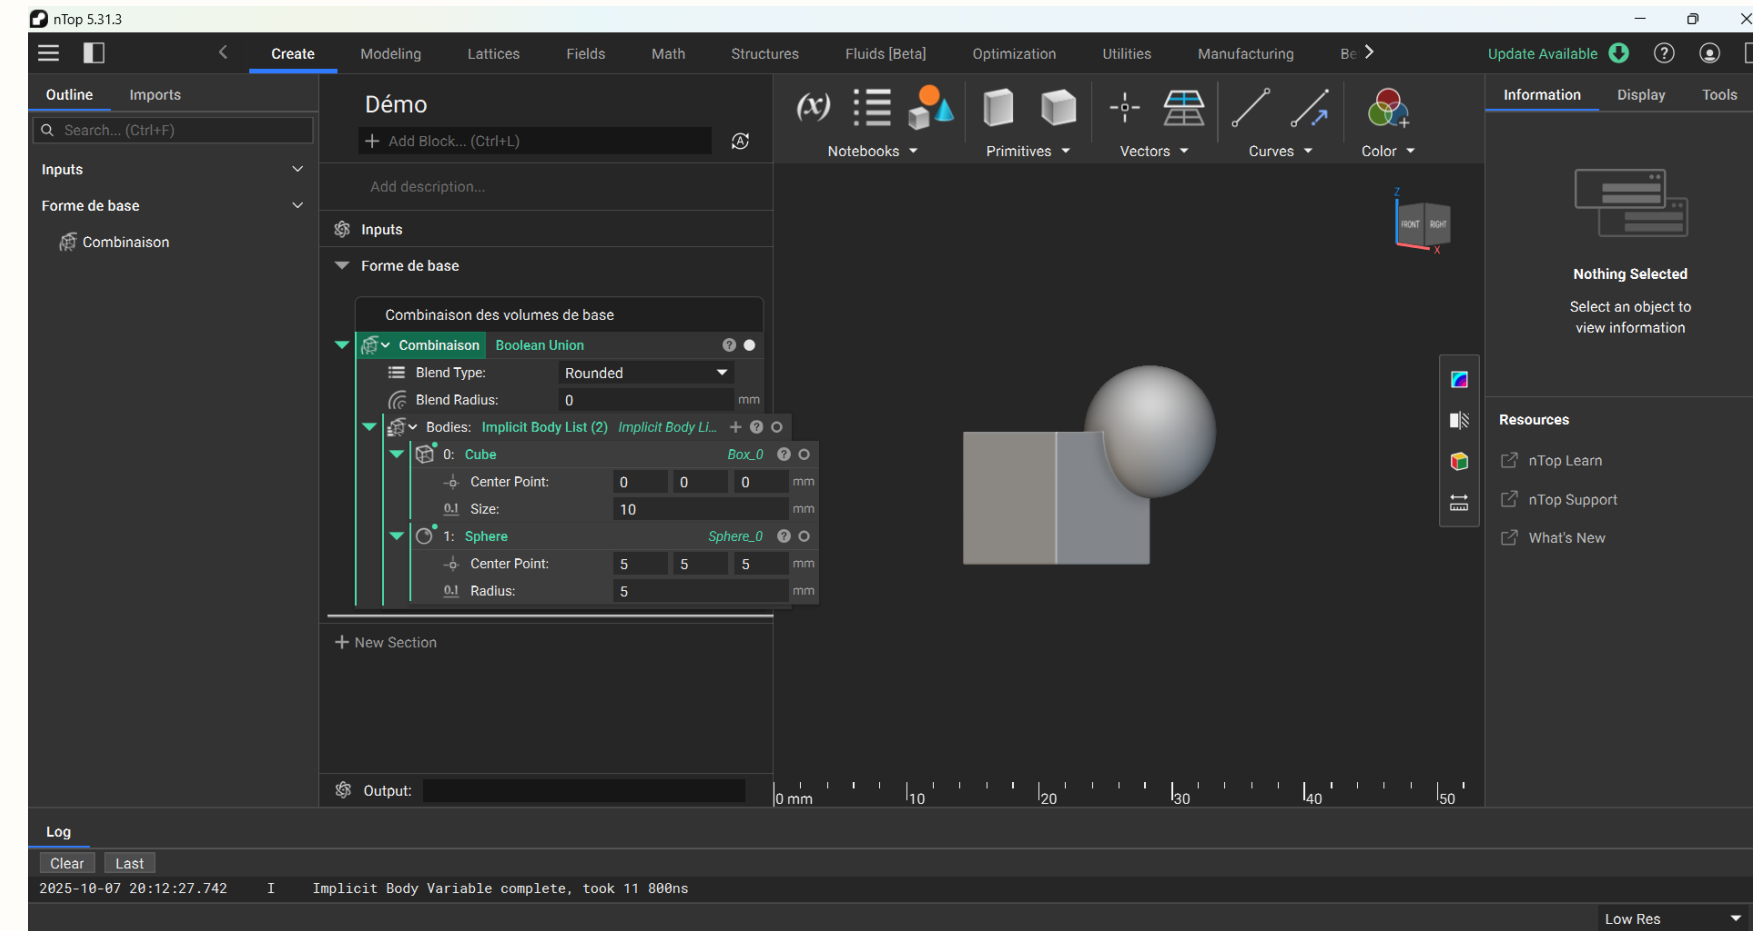 nTop 5.31.3
Create Modeling Lattices Fields Math Structures Fluids [Beta] Optimization Utilities Manufacturing Be
Update Available
Outline Imports
Search... (Ctrl+F)
Inputs
Forme de base
Combinaison
Démo
Add Block... (Ctrl+L)
Add description...
Inputs
Forme de base
Combinaison des volumes de base
Combinaison Boolean Union
Blend Type: Rounded
Blend Radius: 0 mm
Bodies: Implicit Body List (2) Implicit Body Li...
0: Cube Box_0
Center Point: 0 0 0 mm
0.1 Size: 10 mm
1: Sphere Sphere_0
Center Point: 5 5 5 mm
0.1 Radius: 5 mm
New Section
Output:
(x)
Notebooks Primitives Vectors Curves Color
Z
FRONT RIGHT
X
0 mm 10 20 30 40 50
Information Display Tools
Nothing Selected
Select an object to
view information
Resources
nTop Learn
nTop Support
What's New
Log
Clear Last
2025-10-07 20:12:27.742 I Implicit Body Variable complete, took 11 800ns
Low Res